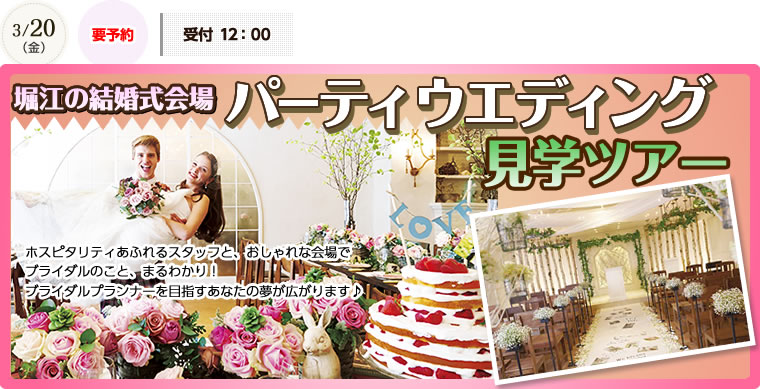 3/20
(金)
要予約
受付 12:00
堀江の結婚式会場
パーティウエディング
見学ツアー
LOVE
ホスピタリティあふれるスタッフと、おしゃれな会場で
ブライダルのこと、まるわかり！
ブライダルプランナーを目指すあなたの夢が広がります♪